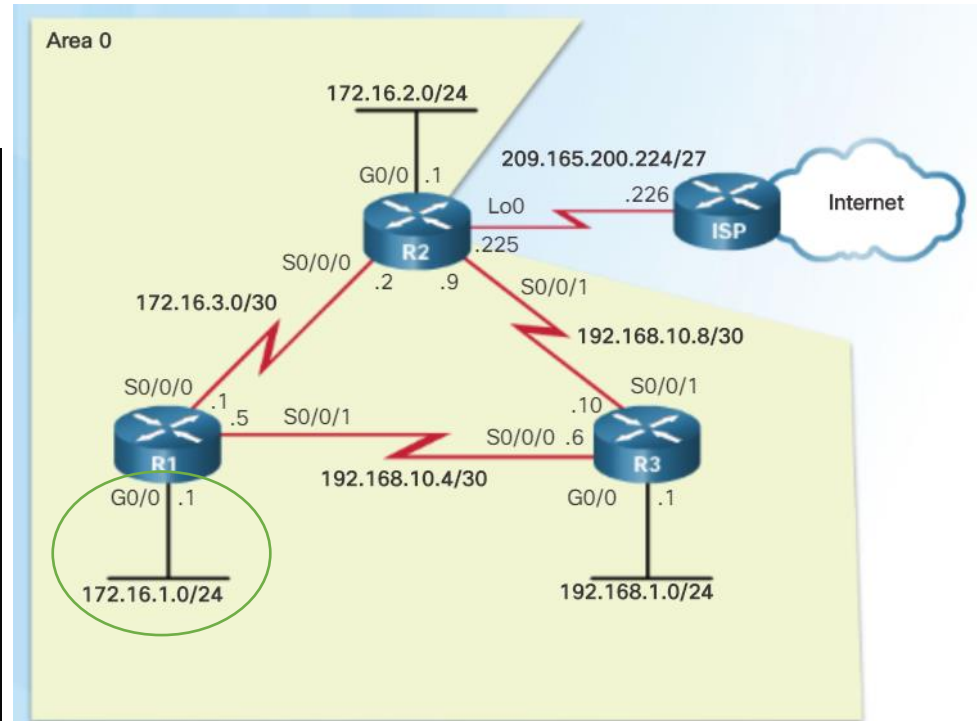 Area 0
172.16.2.0/24
G0/0 .1
209.165.200.224/27
.226
Internet
Lo0
ISP
R2
.225
S0/0/0
.2
.9
S0/0/1
172.16.3.0/30
192.168.10.8/30
S0/0/0
.1
S0/0/1
.10
.5
S0/0/1
S0/0/0 .6
R1
R3
192.168.10.4/30
G0/0 .1
G0/0 .1
172.16.1.0/24
192.168.1.0/24